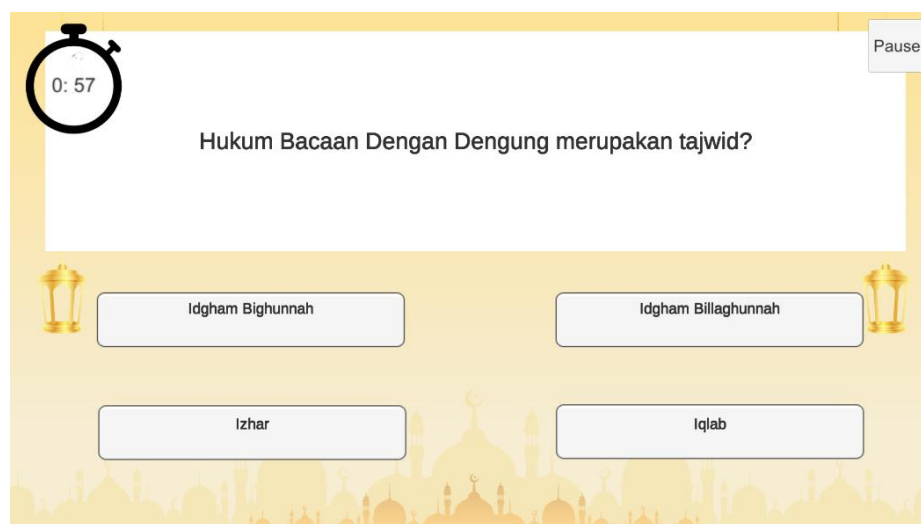 Pause
0: 57
Hukum Bacaan Dengan Dengung merupakan tajwid?
Idgham Bighunnah
Idgham Billaghunnah
Izhar
Iqlab